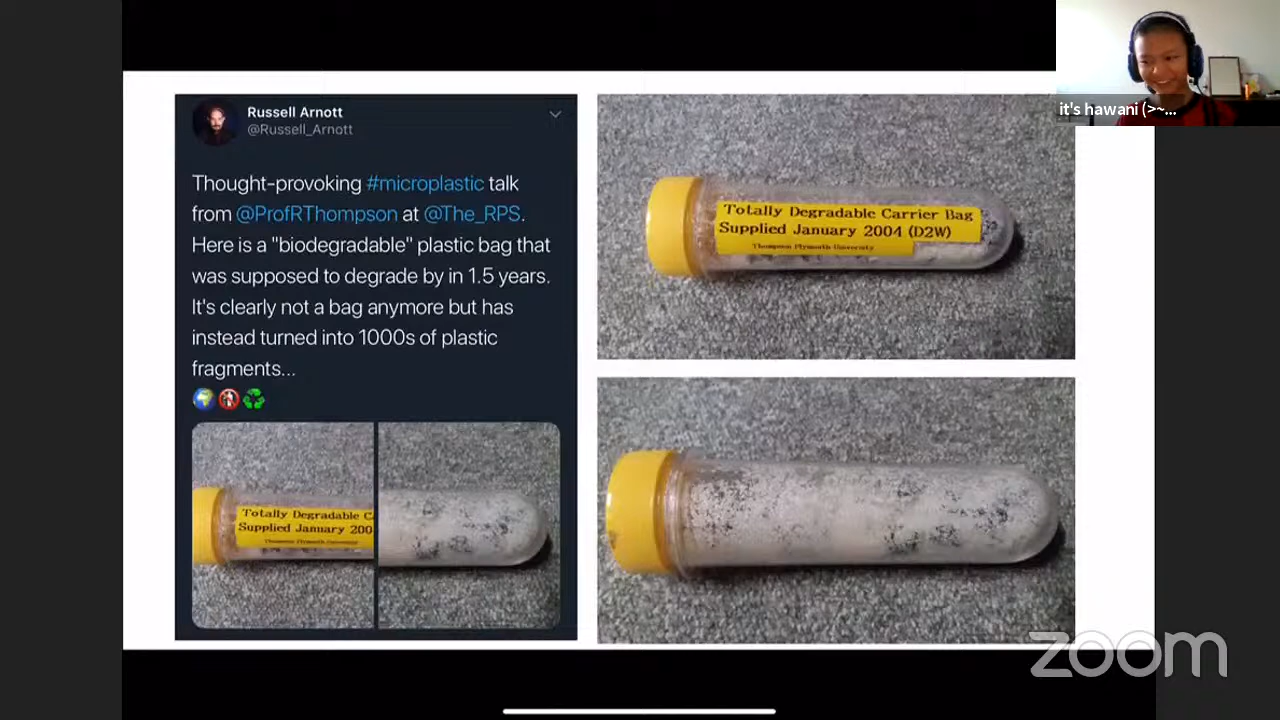 Russell Arnott
@Russell_Arnott
Thought-provoking #microplastic talk
from @ProfRThompson at @The_RPS.
Here is a "biodegradable" plastic bag that
was supposed to degrade by in 1.5 years.
It's clearly not a bag anymore but has
instead turned into 1000s of plastic
fragments...
Totally Degradable C
Supplied January 200
Thompson Plymouth University
Totally Degradable Carrier Bag
Supplied January 2004 (D2W)
Thompson Plymouth University
it's hawani (>~...
zoom